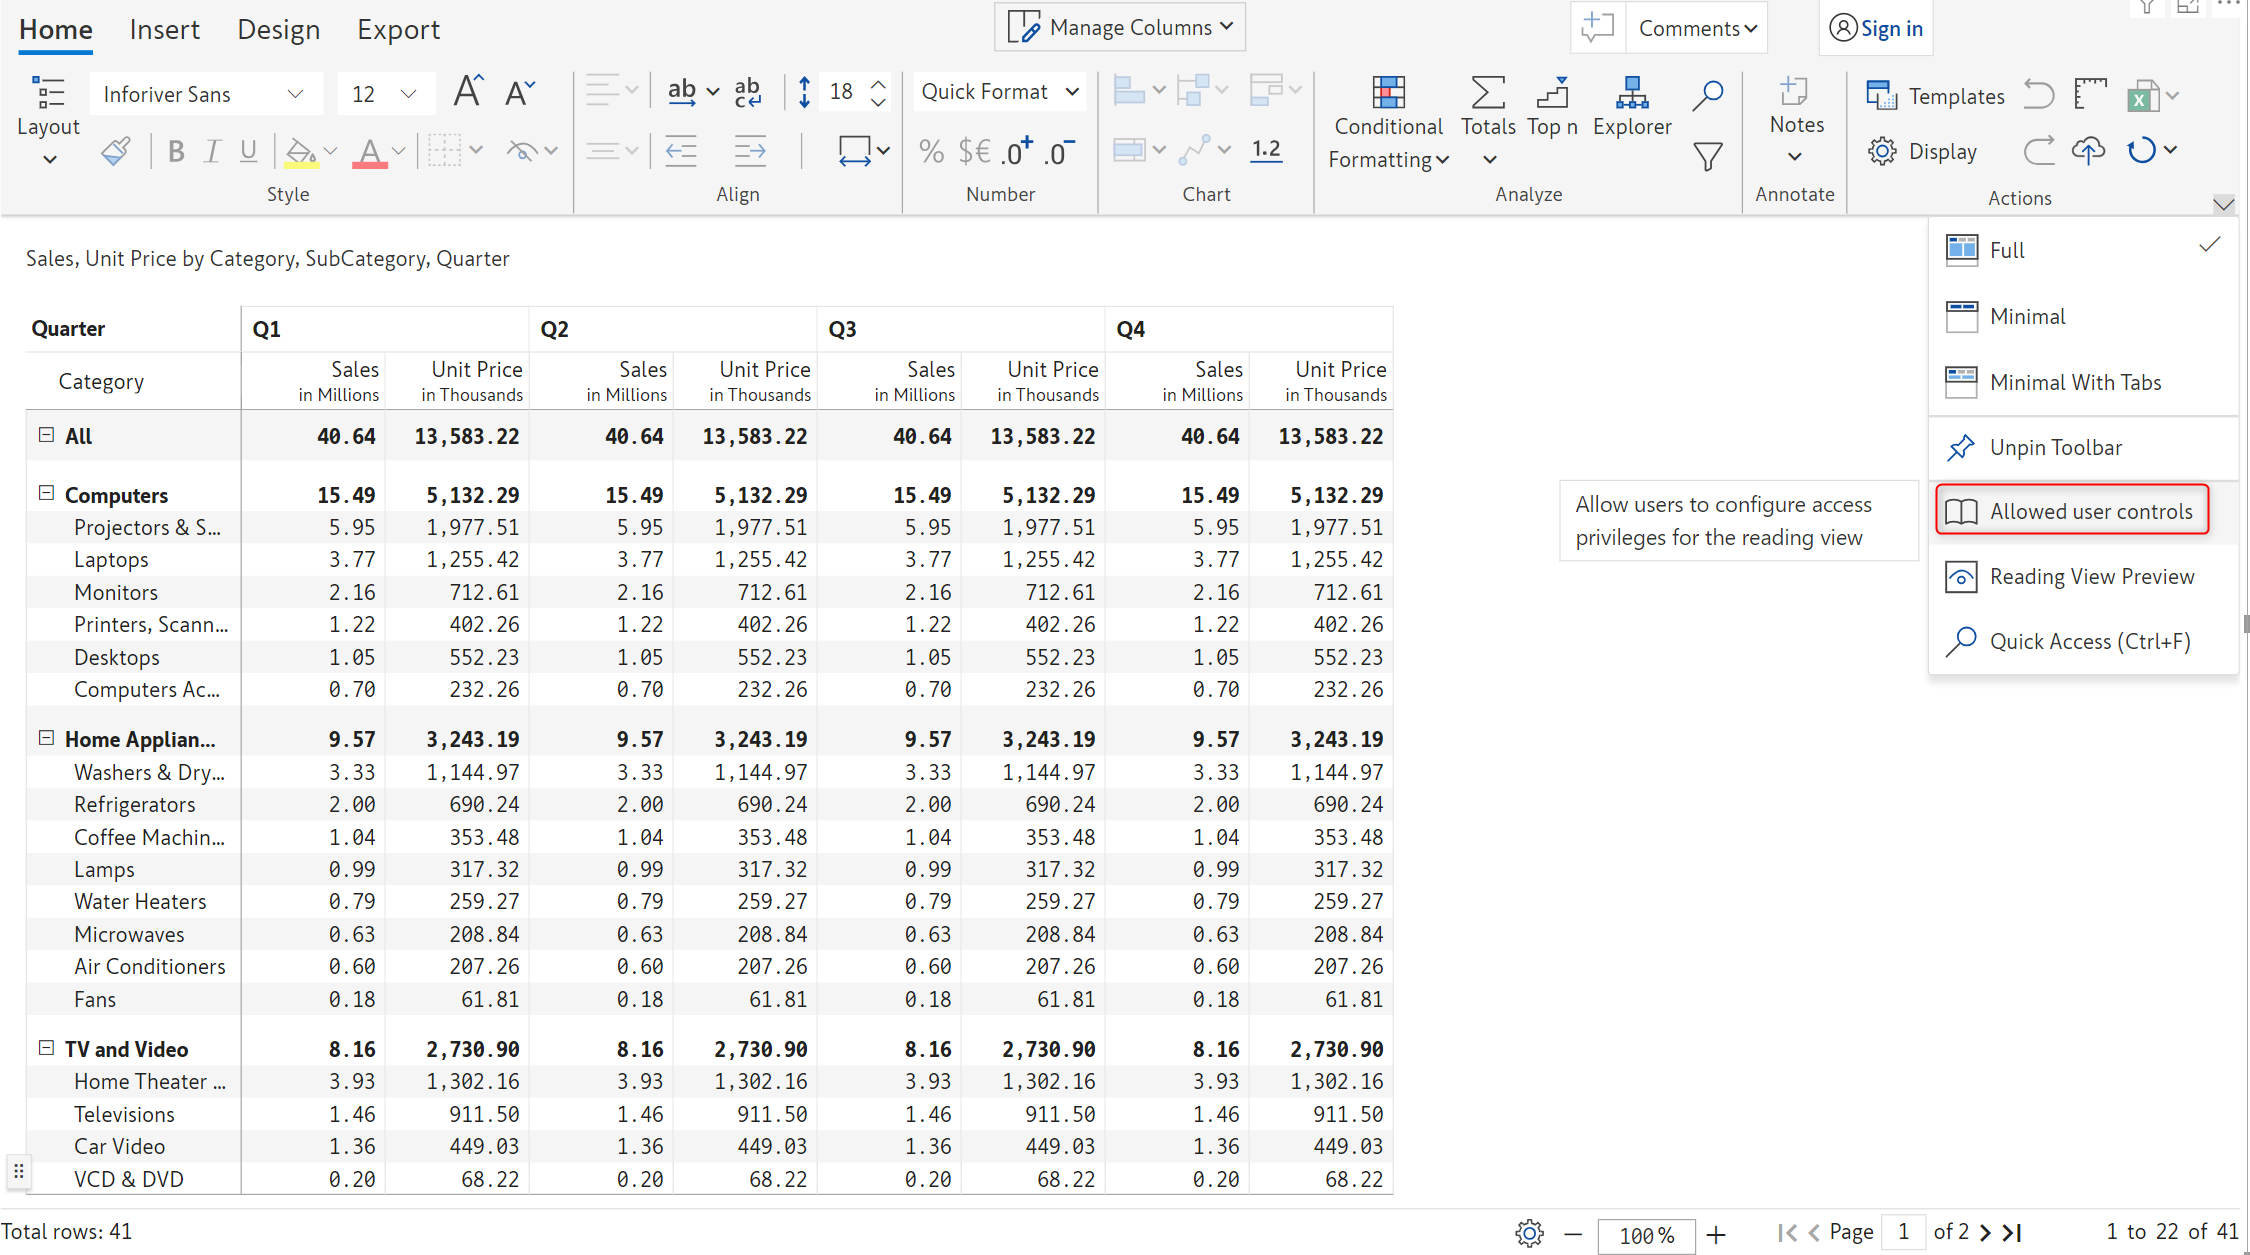 Home Insert Design Export Manage Columns Comments Sign in
Inforiver Sans 12 ab ab c 18 Quick Format
Layout Conditional Formatting Totals Top n Explorer Notes Templates
B I U A % $€ .0+ .0- 1.2 Display
Style Align Number Chart Analyze Annotate Actions
Sales, Unit Price by Category, SubCategory, Quarter
Quarter Q1 Q2 Q3 Q4
Category Sales in Millions Unit Price in Thousands Sales in Millions Unit Price in Thousands Sales in Millions Unit Price in Thousands Sales in Millions Unit Price in Thousands
All 40.64 13,583.22 40.64 13,583.22 40.64 13,583.22 40.64 13,583.22
Computers 15.49 5,132.29 15.49 5,132.29 15.49 5,132.29 15.49 5,132.29
Projectors & S... 5.95 1,977.51 5.95 1,977.51 5.95 1,977.51 5.95 1,977.51
Laptops 3.77 1,255.42 3.77 1,255.42 3.77 1,255.42 3.77 1,255.42
Monitors 2.16 712.61 2.16 712.61 2.16 712.61 2.16 712.61
Printers, Scann... 1.22 402.26 1.22 402.26 1.22 402.26 1.22 402.26
Desktops 1.05 552.23 1.05 552.23 1.05 552.23 1.05 552.23
Computers Ac... 0.70 232.26 0.70 232.26 0.70 232.26 0.70 232.26
Home Applian... 9.57 3,243.19 9.57 3,243.19 9.57 3,243.19 9.57 3,243.19
Washers & Dry... 3.33 1,144.97 3.33 1,144.97 3.33 1,144.97 3.33 1,144.97
Refrigerators 2.00 690.24 2.00 690.24 2.00 690.24 2.00 690.24
Coffee Machin... 1.04 353.48 1.04 353.48 1.04 353.48 1.04 353.48
Lamps 0.99 317.32 0.99 317.32 0.99 317.32 0.99 317.32
Water Heaters 0.79 259.27 0.79 259.27 0.79 259.27 0.79 259.27
Microwaves 0.63 208.84 0.63 208.84 0.63 208.84 0.63 208.84
Air Conditioners 0.60 207.26 0.60 207.26 0.60 207.26 0.60 207.26
Fans 0.18 61.81 0.18 61.81 0.18 61.81 0.18 61.81
TV and Video 8.16 2,730.90 8.16 2,730.90 8.16 2,730.90 8.16 2,730.90
Home Theater ... 3.93 1,302.16 3.93 1,302.16 3.93 1,302.16 3.93 1,302.16
Televisions 1.46 911.50 1.46 911.50 1.46 911.50 1.46 911.50
Car Video 1.36 449.03 1.36 449.03 1.36 449.03 1.36 449.03
VCD & DVD 0.20 68.22 0.20 68.22 0.20 68.22 0.20 68.22
Full
Minimal
Minimal With Tabs
Unpin Toolbar
Allowed user controls
Reading View Preview
Quick Access (Ctrl+F)
Allow users to configure access
privileges for the reading view
Total rows: 41 100 % Page 1 of 2 1 to 22 of 41